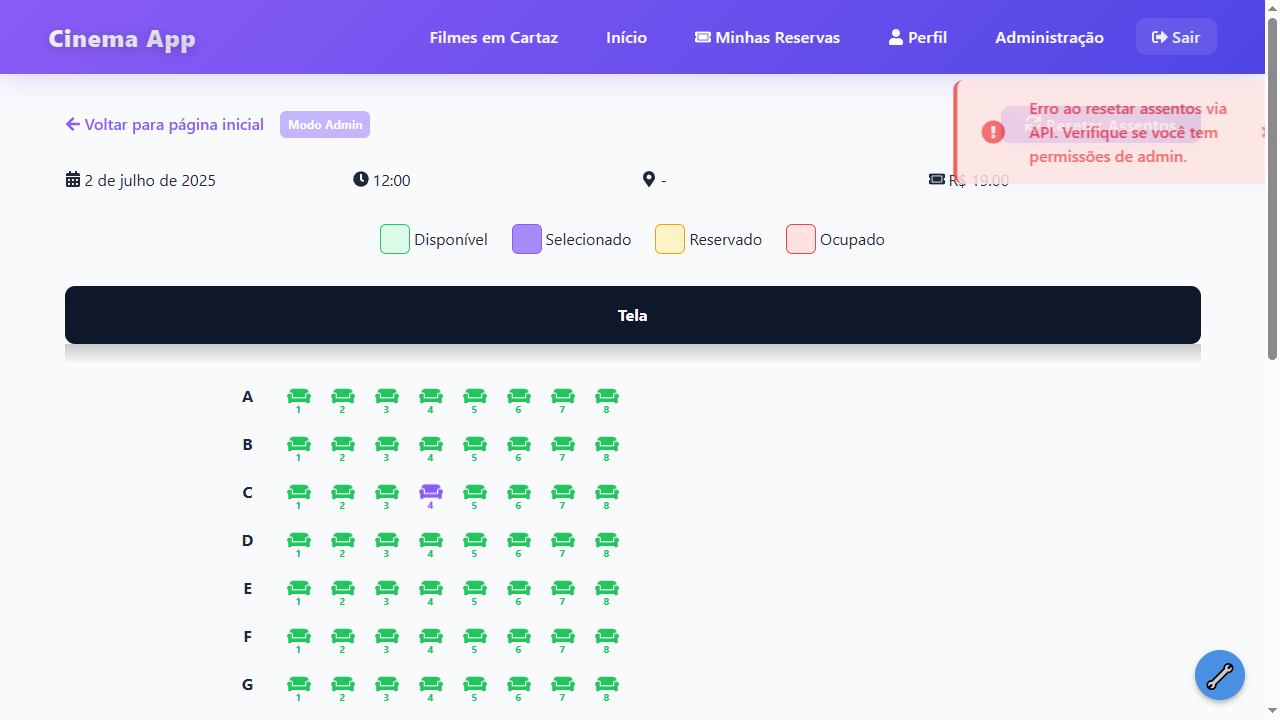 Cinema App
Filmes em Cartaz
Início
Minhas Reservas
Perfil
Administração
Sair
Voltar para página inicial
Modo Admin
Resetar Assentos
Erro ao resetar assentos via
API. Verifique se você tem
permissões de admin.
2 de julho de 2025
12:00
-
R$ 19.00
Disponível
Selecionado
Reservado
Ocupado
Tela
A 1 2 3 4 5 6 7 8
B 1 2 3 4 5 6 7 8
C 1 2 3 4 5 6 7 8
D 1 2 3 4 5 6 7 8
E 1 2 3 4 5 6 7 8
F 1 2 3 4 5 6 7 8
G 1 2 3 4 5 6 7 8